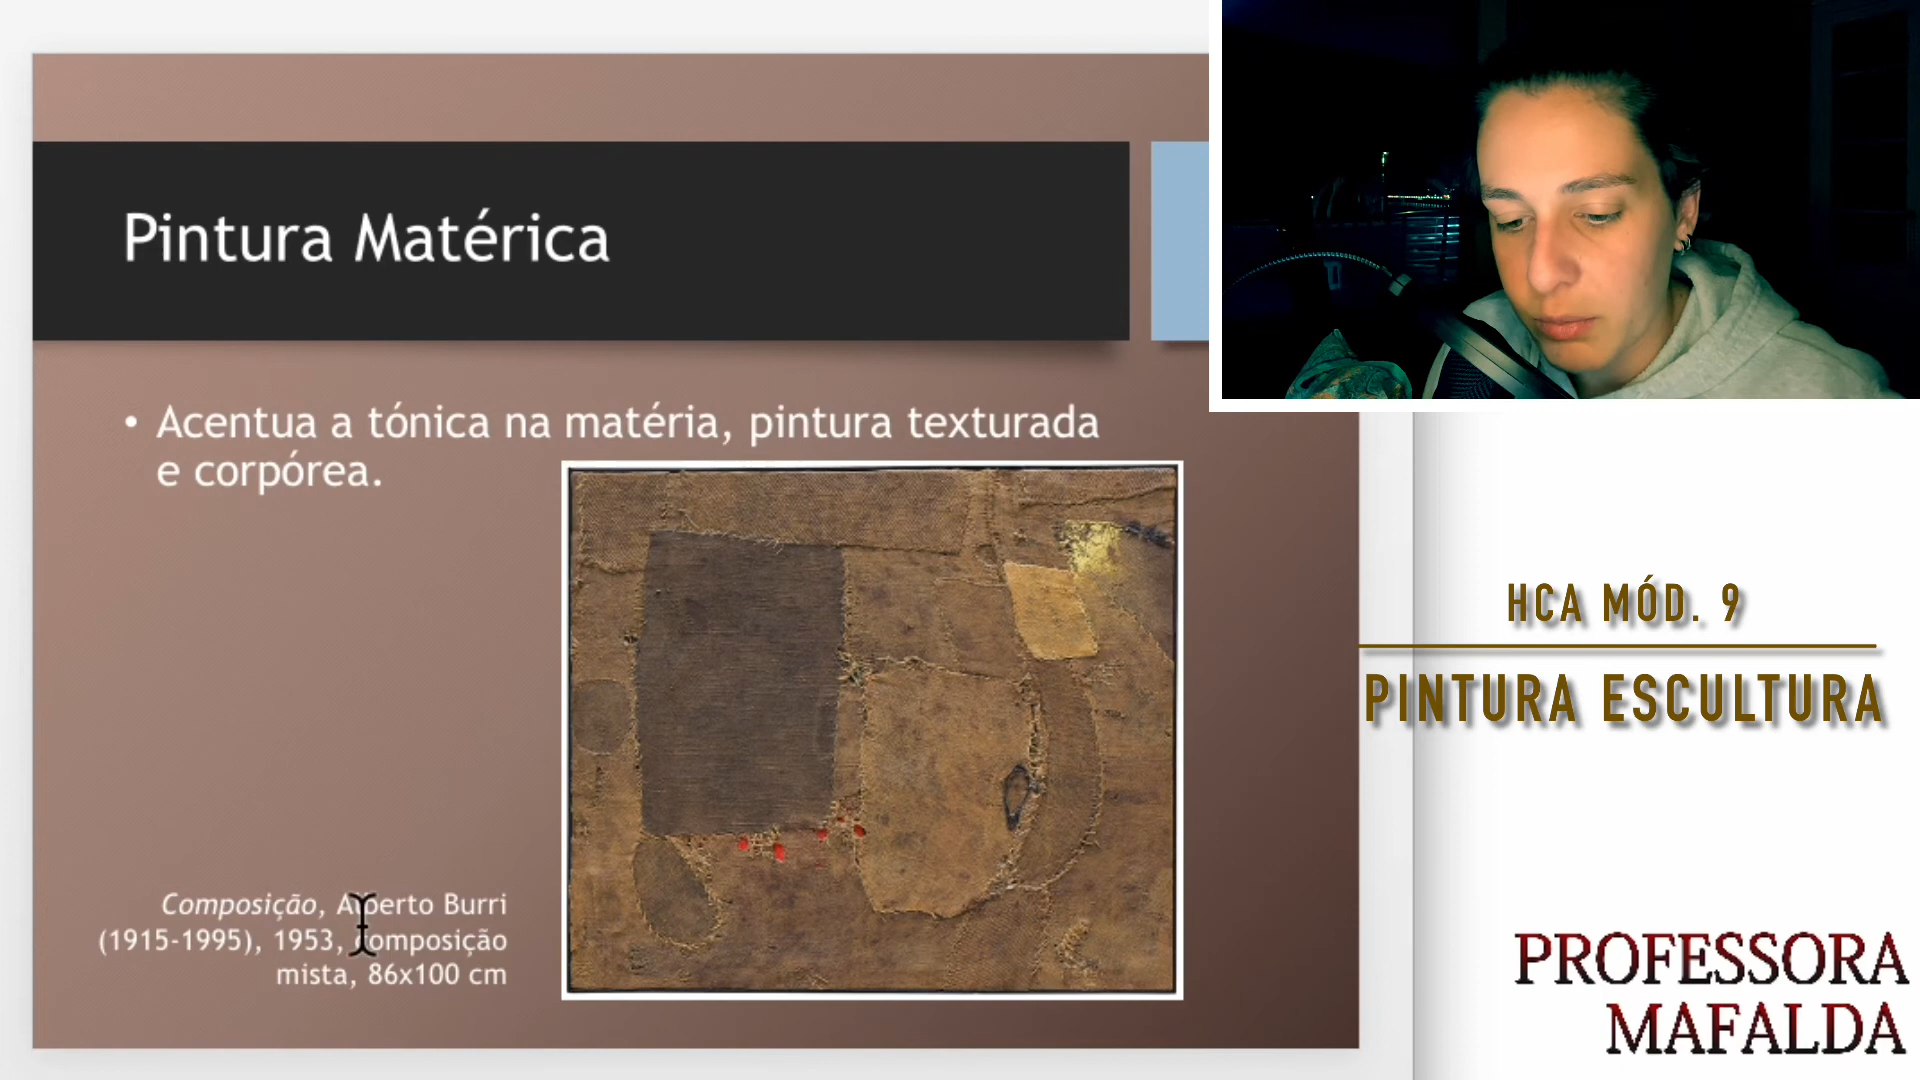 Pintura Matérica
• Acentua a tónica na matéria, pintura texturada
e corpórea.
Composição, Alberto Burri
(1915-1995), 1953, composição
mista, 86x100 cm
HCA MÓD. 9
PINTURA ESCULTURA
PROFESSORA
MAFALDA